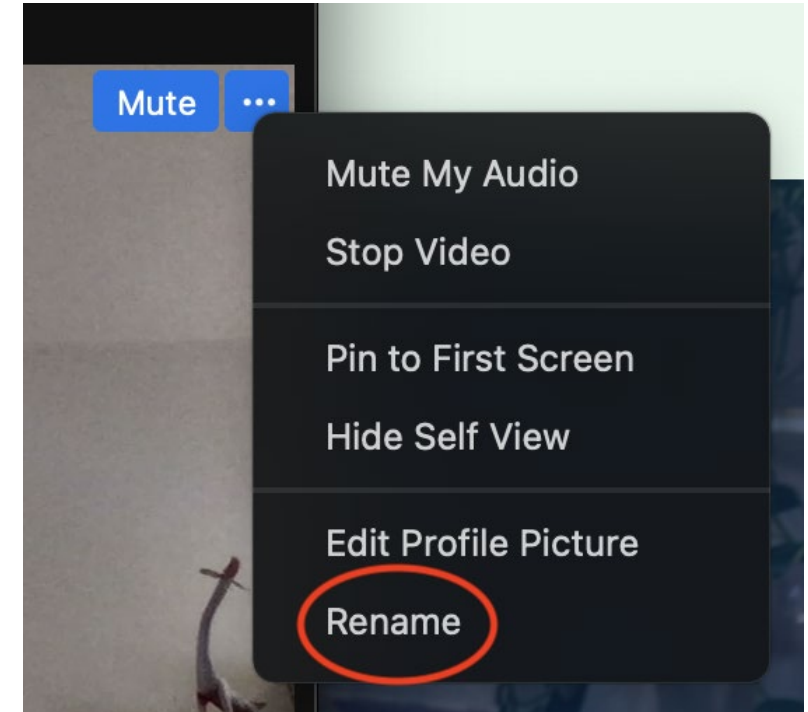 Mute ...
Mute My Audio
Stop Video
Pin to First Screen
Hide Self View
Edit Profile Picture
Rename